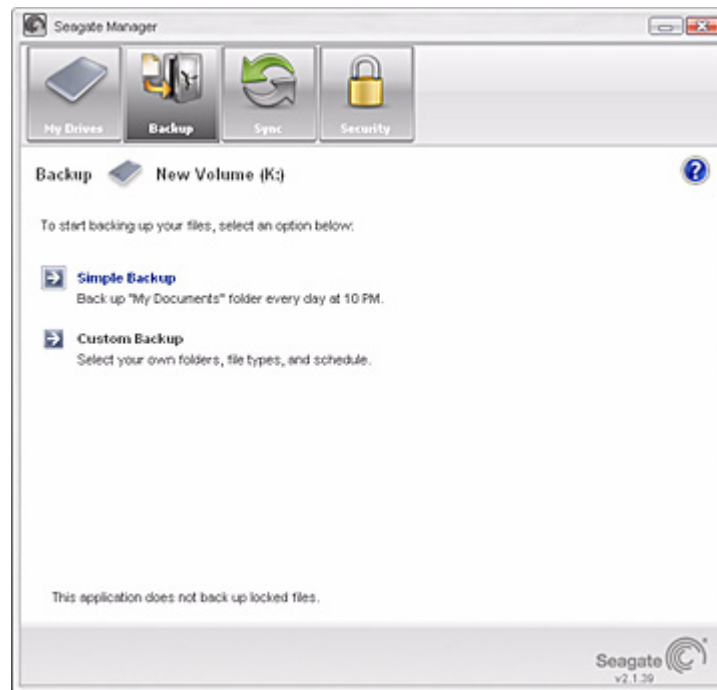 Seagate Manager
My Drives Backup Sync Security
Backup New Volume (K:)
To start backing up your files, select an option below:
Simple Backup
Back up "My Documents" folder every day at 10 PM.
Custom Backup
Select your own folders, file types, and schedule.
This application does not back up locked files.
Seagate
v2.1.39